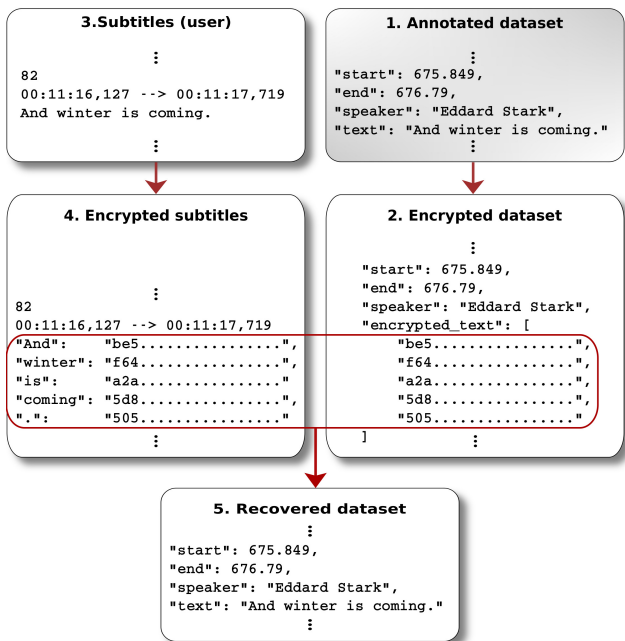 3.Subtitles (user)
⋮
82
00:11:16,127 --> 00:11:17,719
And winter is coming.
⋮
1. Annotated dataset
⋮
"start": 675.849,
"end": 676.79,
"speaker": "Eddard Stark",
"text": "And winter is coming."
⋮
4. Encrypted subtitles
⋮
82
00:11:16,127 --> 00:11:17,719
"And":    "be5................",
"winter": "f64................",
"is":     "a2a................",
"coming": "5d8................",
".":      "505................"
⋮
2. Encrypted dataset
⋮
"start": 675.849,
"end": 676.79,
"speaker": "Eddard Stark",
"encrypted_text": [
"be5................",
"f64................",
"a2a................",
"5d8................",
"505................"
]
⋮
5. Recovered dataset
⋮
"start": 675.849,
"end": 676.79,
"speaker": "Eddard Stark",
"text": "And winter is coming."
⋮